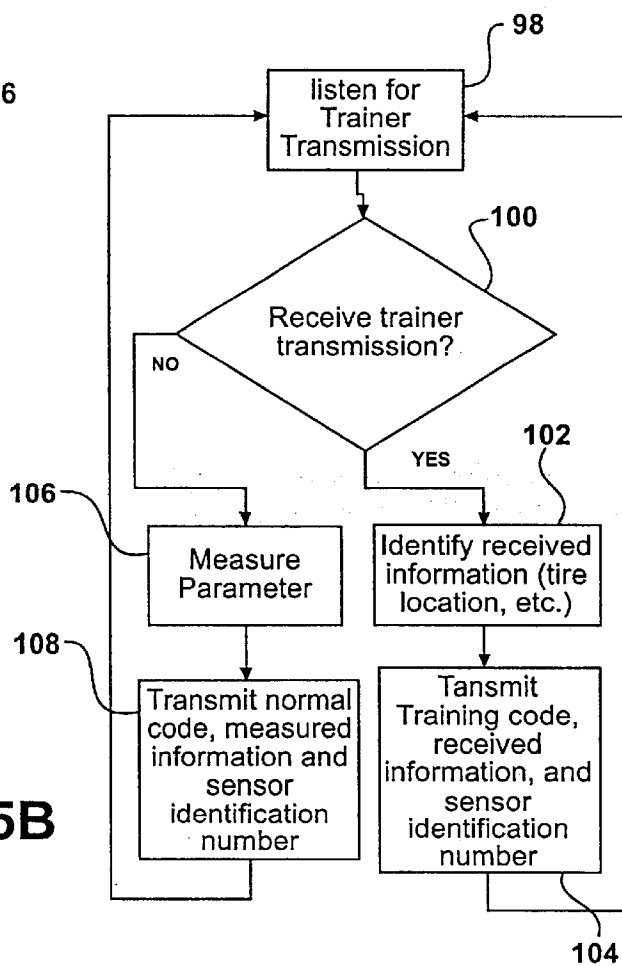 98
6
listen for
Trainer
Transmission
100
Receive trainer
transmission?
NO
YES
102
106
Measure
Parameter
Identify received
information (tire
location, etc.)
108
Transmit normal
code, measured
information and
sensor
identification
number
Tansmit
Training code,
received
information, and
sensor
identification
number
5B
104